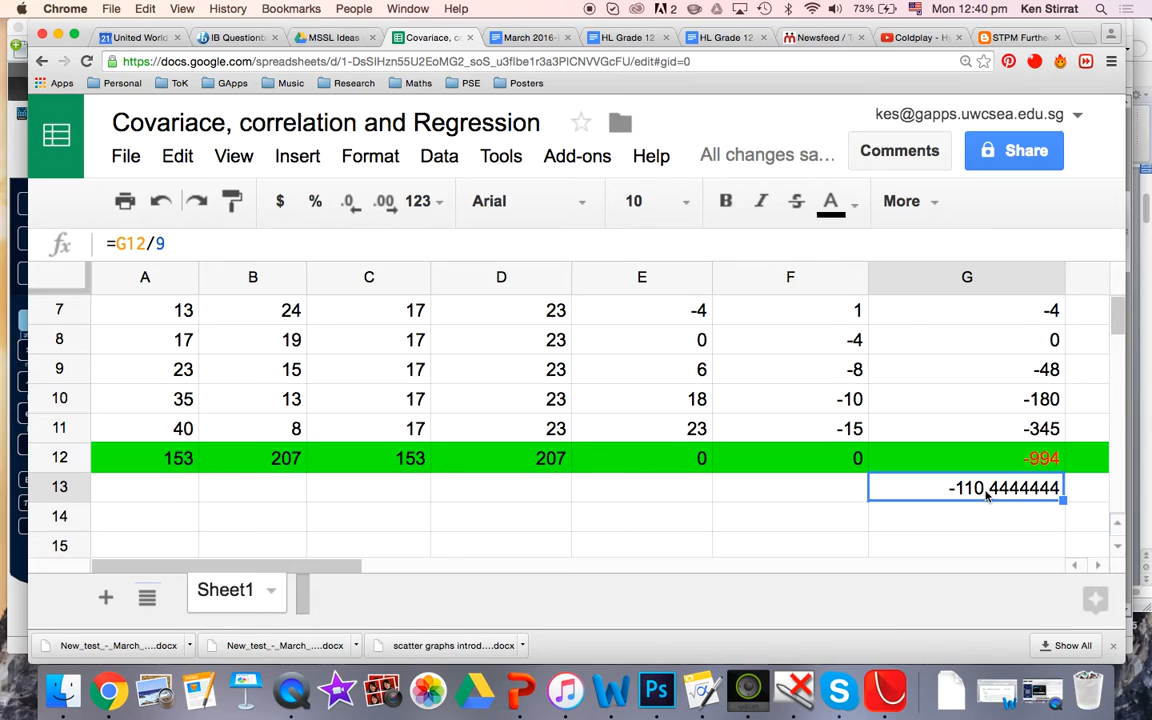 Chrome File Edit View History Bookmarks People Window Help 2 73% Mon 12:40 pm Ken Stirrat
United World IB Questionb MSSL Ideas Covariace, c March 2016- HL Grade 12 HL Grade 12 Newsfeed / T Coldplay - Hy STPM Furthe
https://docs.google.com/spreadsheets/d/1-DsSIHzn55U2EoMG2_soS_u3flbe1r3a3PICNVVGcFU/edit#gid=0
Apps Personal ToK GApps Music Research Maths PSE Posters
Covariace, correlation and Regression
kes@gapps.uwcsea.edu.sg
File Edit View Insert Format Data Tools Add-ons Help All changes sa... Comments Share
$ % .0 .00 123 Arial 10 B I S A More
fx =G12/9
A B C D E F G
7 13 24 17 23 -4 1 -4
8 17 19 17 23 0 -4 0
9 23 15 17 23 6 -8 -48
10 35 13 17 23 18 -10 -180
11 40 8 17 23 23 -15 -345
12 153 207 153 207 0 0 -994
13 -110.4444444
14
15
Sheet1
New_test_-_March_....docx New_test_-_March_....docx scatter graphs introd....docx Show All